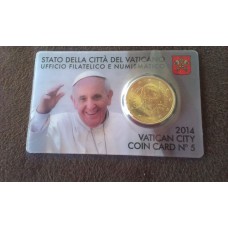 STATO DELLA CITTÀ DEL VATICANO
UFFICIO FILATELICO E NUMISMATICO
2014
VATICAN CITY
COIN CARD N° 5